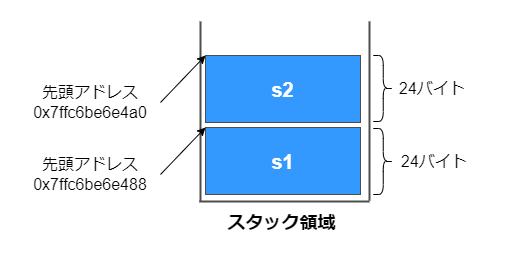 先頭アドレス
0x7ffc6be6e4a0
s2
24バイト
先頭アドレス
0x7ffc6be6e488
s1
24バイト
スタック領域